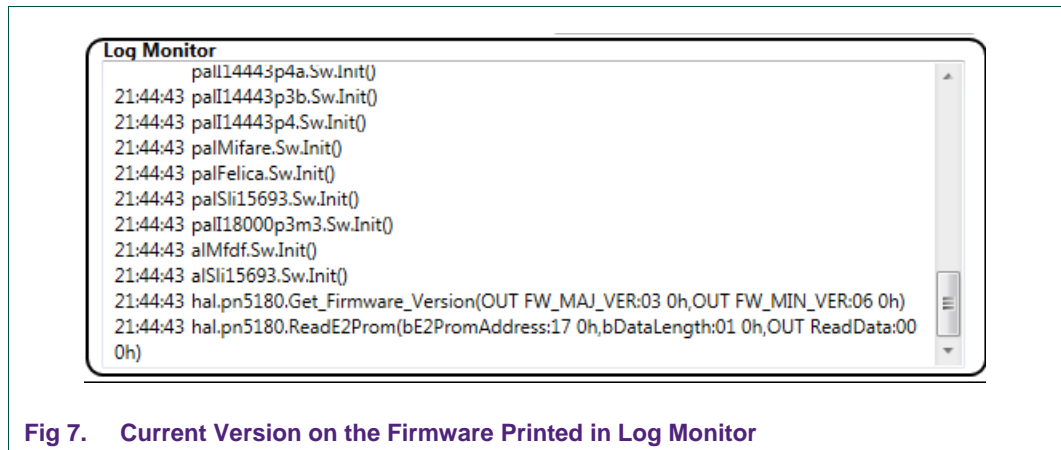 Log Monitor
palI14443p4a.Sw.Init()
21:44:43 palI14443p3b.Sw.Init()
21:44:43 palI14443p4.Sw.Init()
21:44:43 palMifare.Sw.Init()
21:44:43 palFelica.Sw.Init()
21:44:43 palSli15693.Sw.Init()
21:44:43 palI18000p3m3.Sw.Init()
21:44:43 alMfdf.Sw.Init()
21:44:43 alSli15693.Sw.Init()
21:44:43 hal.pn5180.Get_Firmware_Version(OUT FW_MAJ_VER:03 0h,OUT FW_MIN_VER:06 0h)
21:44:43 hal.pn5180.ReadE2Prom(bE2PromAddress:17 0h,bDataLength:01 0h,OUT ReadData:00
0h)
Fig 7. Current Version on the Firmware Printed in Log Monitor